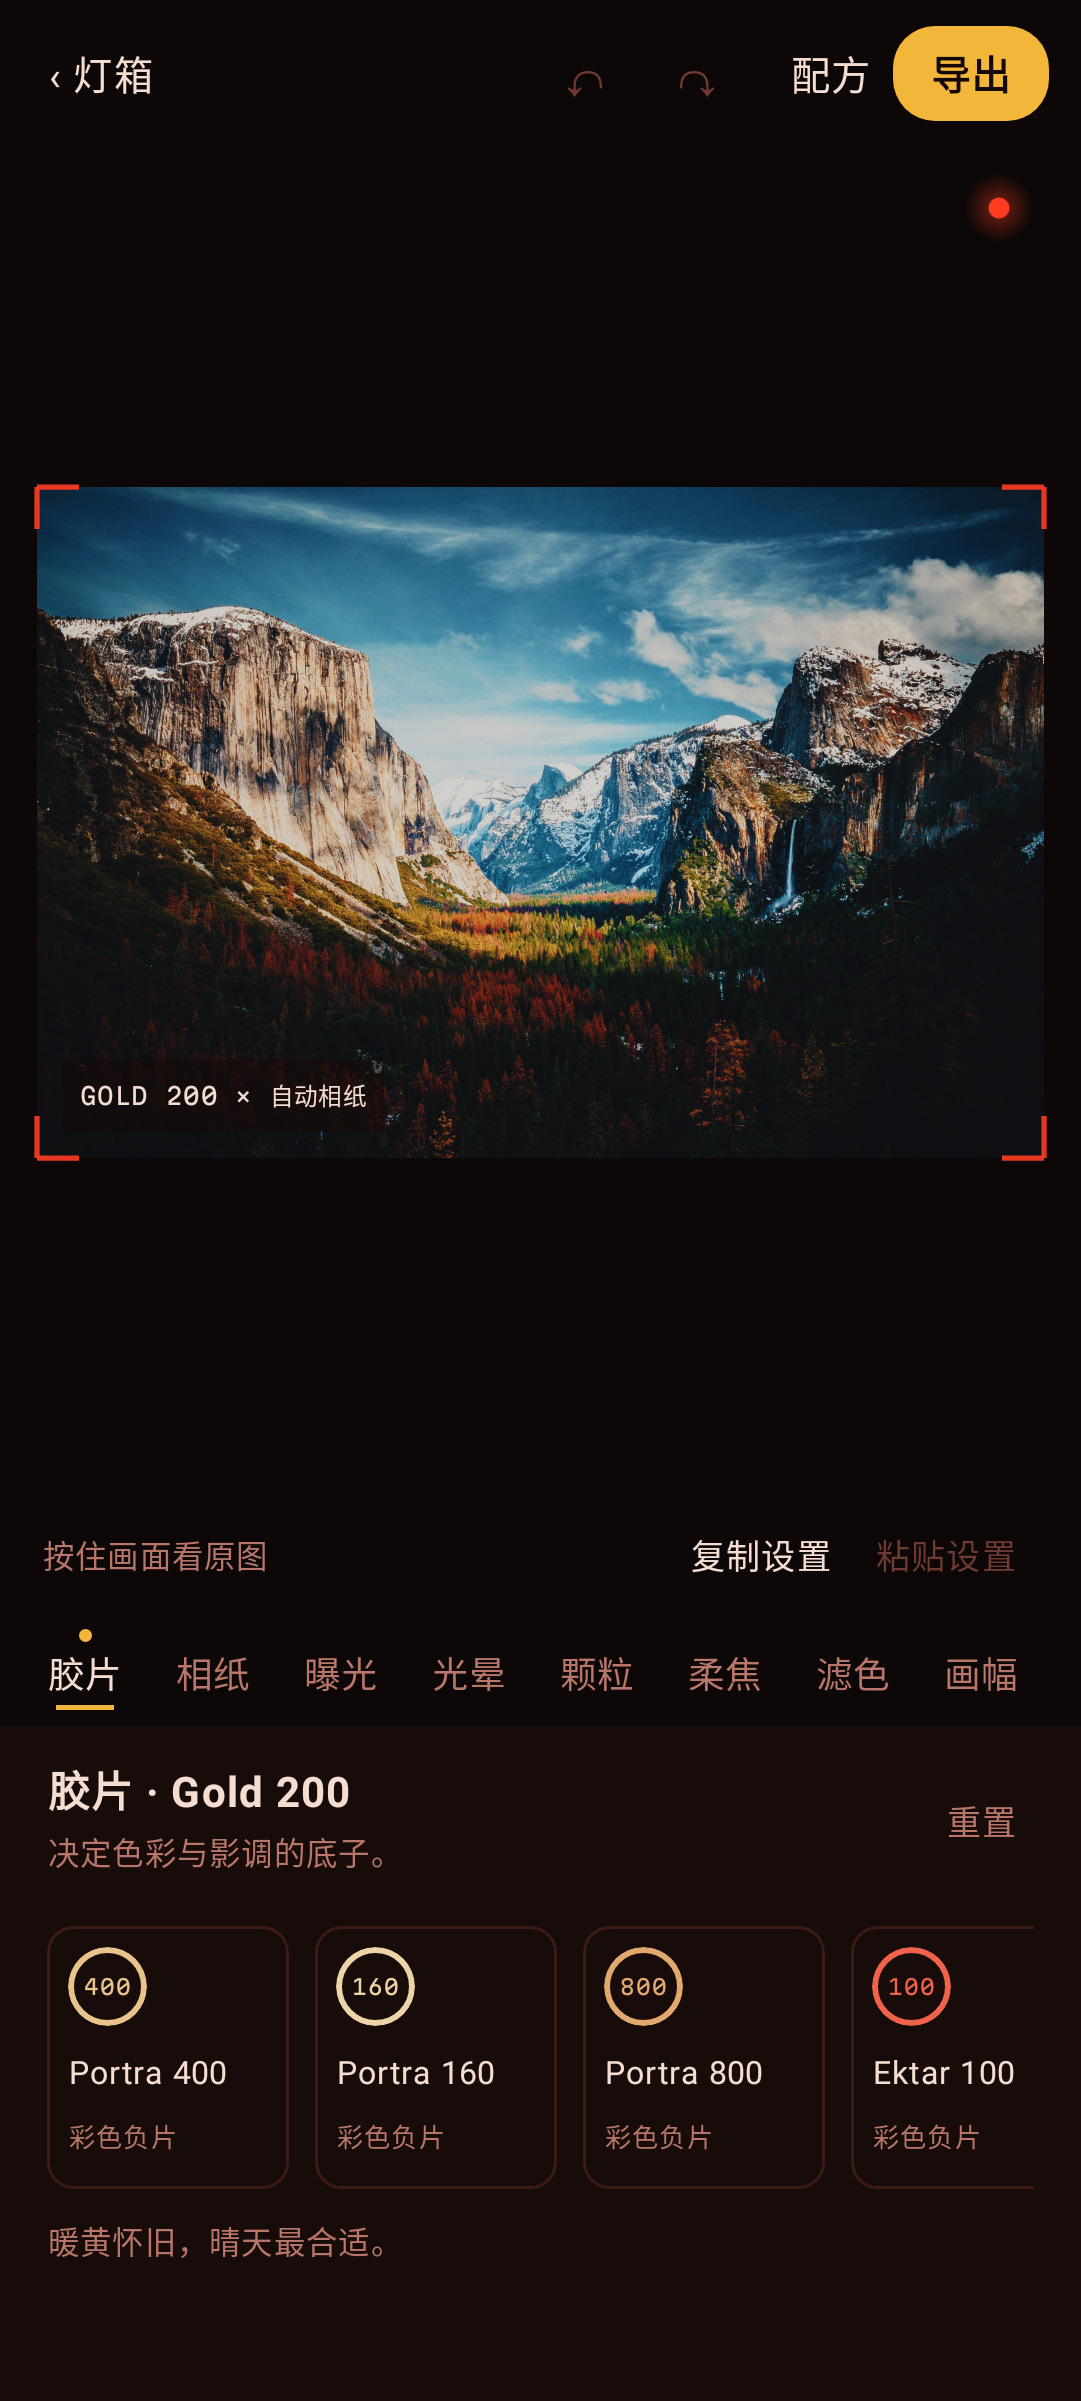 ‹ 灯箱
配方
导出
GOLD 200 × 自动相纸
按住画面看原图
复制设置
粘贴设置
胶片 相纸 曝光 光晕 颗粒 柔焦 滤色 画幅
胶片 · Gold 200
决定色彩与影调的底子。
重置
400
Portra 400
彩色负片
160
Portra 160
彩色负片
800
Portra 800
彩色负片
100
Ektar 100
彩色负片
暖黄怀旧，晴天最合适。